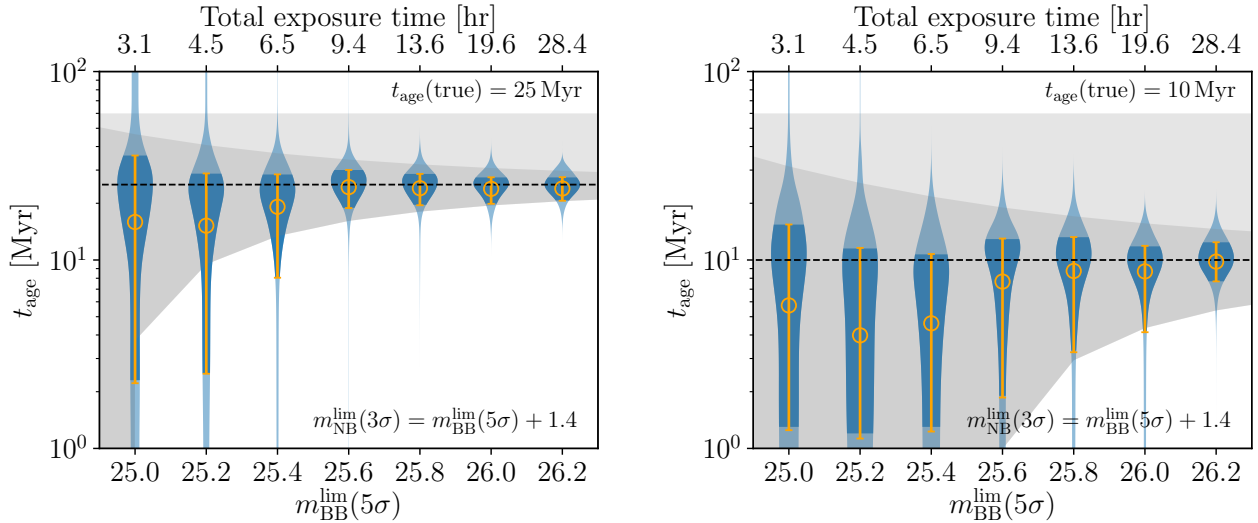 Total exposure time [hr]
3.1 4.5 6.5 9.4 13.6 19.6 28.4
t_age(true) = 25 Myr
10^2
10^1
10^0
t_age [Myr]
m_NB^lim(3σ) = m_BB^lim(5σ) + 1.4
25.0 25.2 25.4 25.6 25.8 26.0 26.2
m_BB^lim(5σ)
Total exposure time [hr]
3.1 4.5 6.5 9.4 13.6 19.6 28.4
t_age(true) = 10 Myr
10^2
10^1
10^0
t_age [Myr]
m_NB^lim(3σ) = m_BB^lim(5σ) + 1.4
25.0 25.2 25.4 25.6 25.8 26.0 26.2
m_BB^lim(5σ)